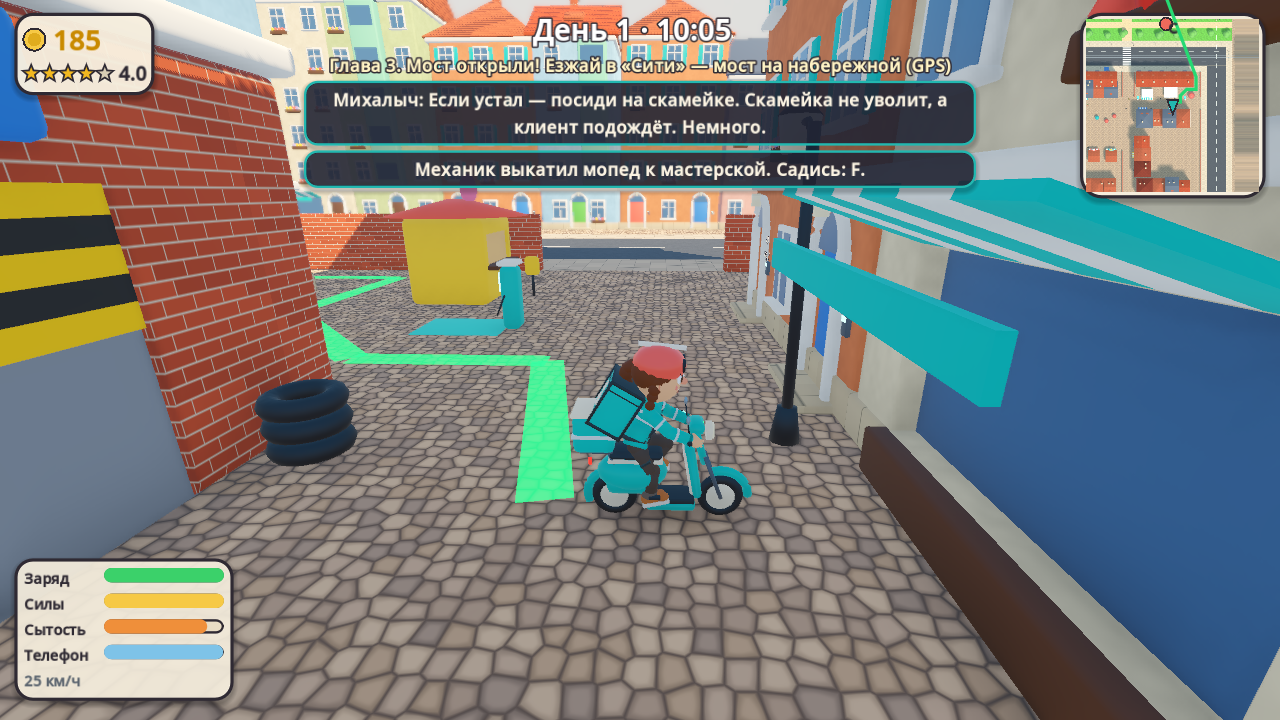 185
4.0
День 1 · 10:05
Глава 3. Мост открыли! Езжай в «Сити» — мост на набережной (GPS)
Михалыч: Если устал — посиди на скамейке. Скамейка не уволит, а
клиент подождёт. Немного.
Механик выкатил мопед к мастерской. Садись: F.
Заряд
Силы
Сытость
Телефон
25 км/ч